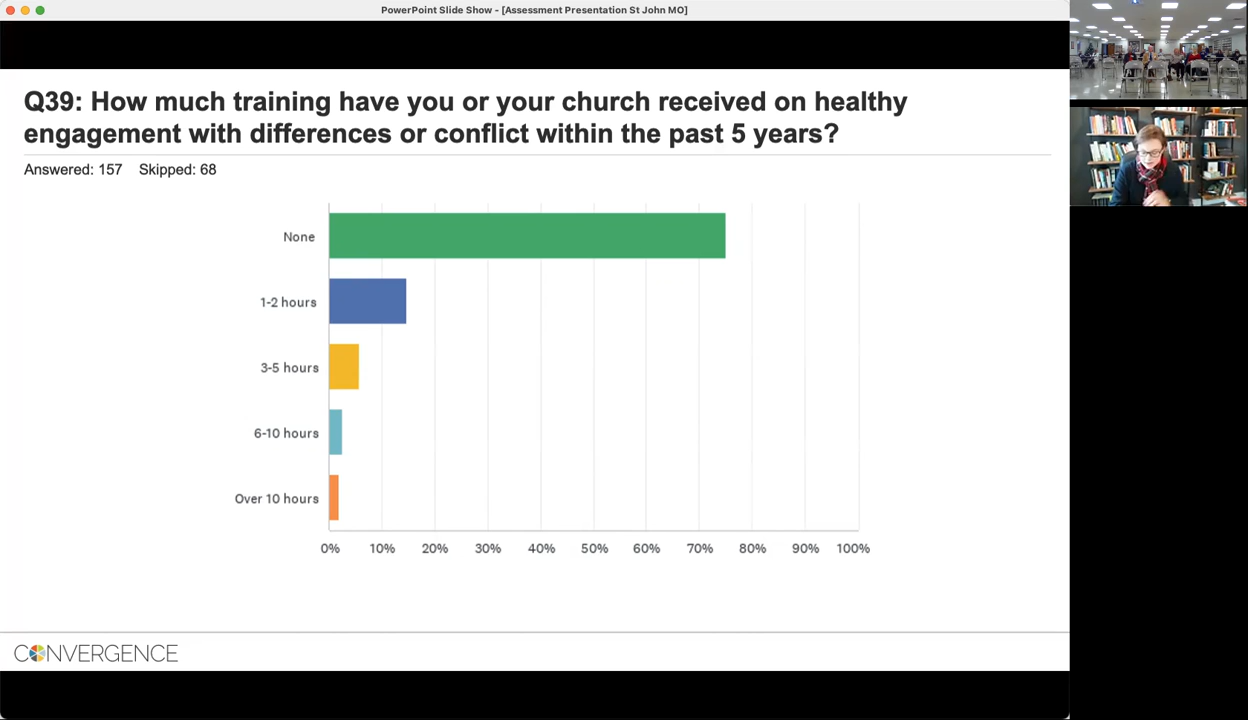 PowerPoint Slide Show - [Assessment Presentation St John MO]
Q39: How much training have you or your church received on healthy
engagement with differences or conflict within the past 5 years?
Answered: 157 Skipped: 68
None
1-2 hours
3-5 hours
6-10 hours
Over 10 hours
0% 10% 20% 30% 40% 50% 60% 70% 80% 90% 100%
CONVERGENCE